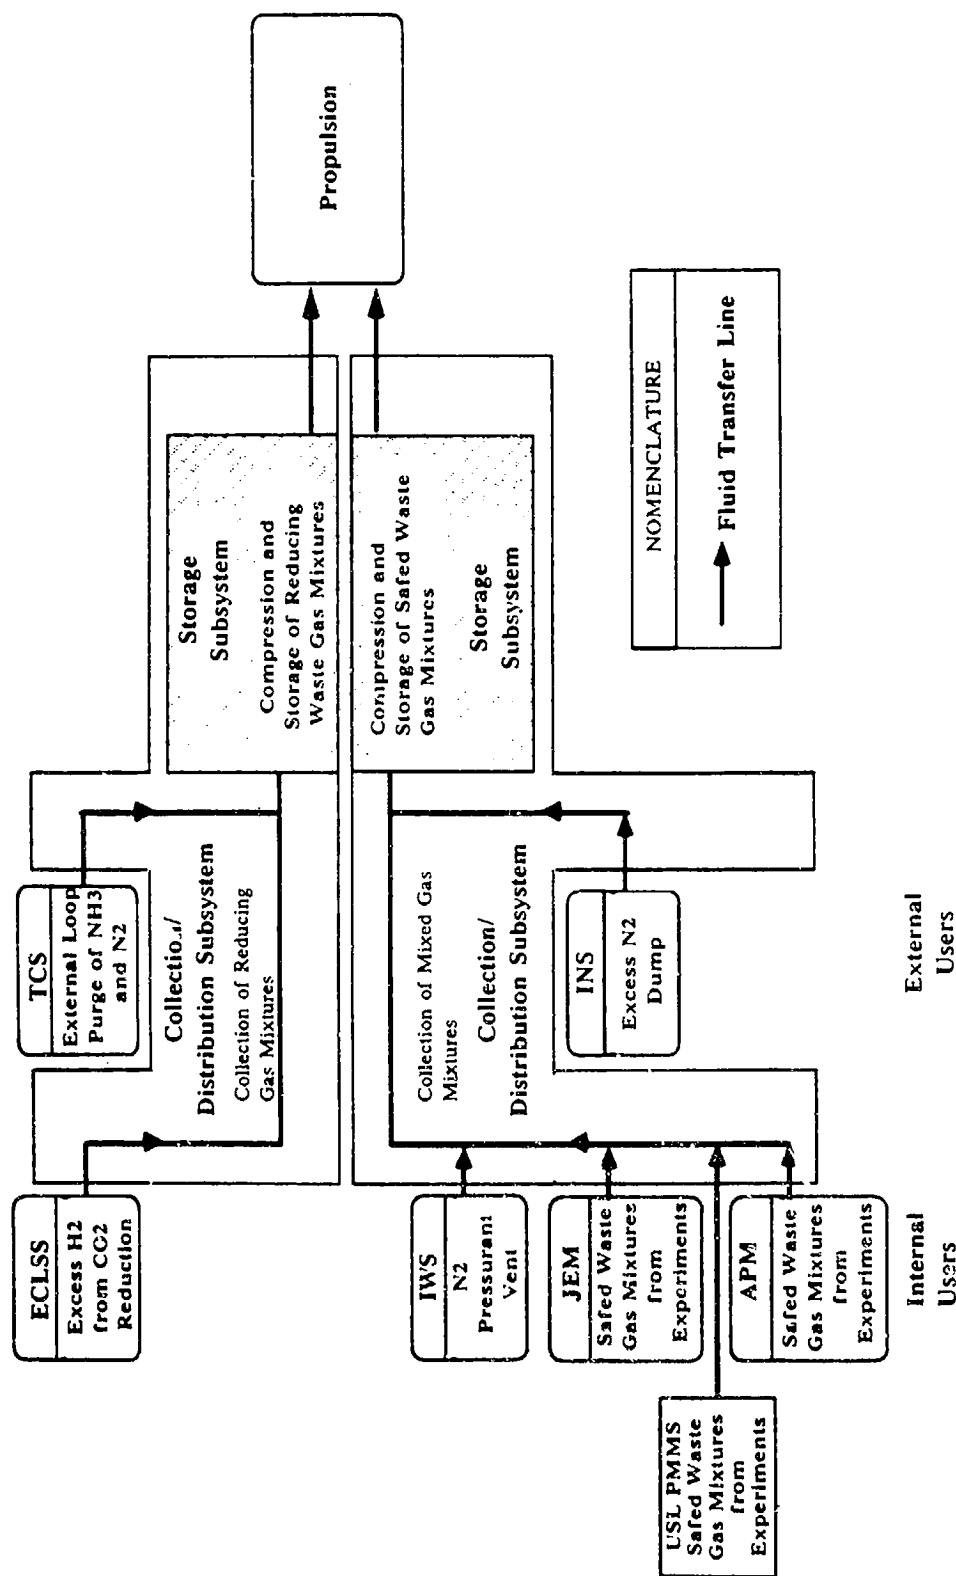 ECLSS
Excess H2
from CO2
Reduction
TCS
External Loop
Purge of NH3
and N2
Collection/
Distribution Subsystem
Collection of Reducing
Gas Mixtures
Storage
Subsystem
Compression and
Storage of Reducing
Waste Gas Mixtures
Propulsion
Compression and
Storage of Safed Waste
Gas Mixtures
Storage
Subsystem
Collection of Mixed Gas
Mixtures
Collection/
Distribution Subsystem
IWS
N2
Pressurant
Vent
JEM
Safed Waste
Gas Mixtures
from
Experiments
USL PMMS
Safed Waste
Gas Mixtures
from
Experiments
APM
Safed Waste
Gas Mixtures
from
Experiments
INS
Excess N2
Dump
NOMENCLATURE
Fluid Transfer Line
Internal
Users
External
Users